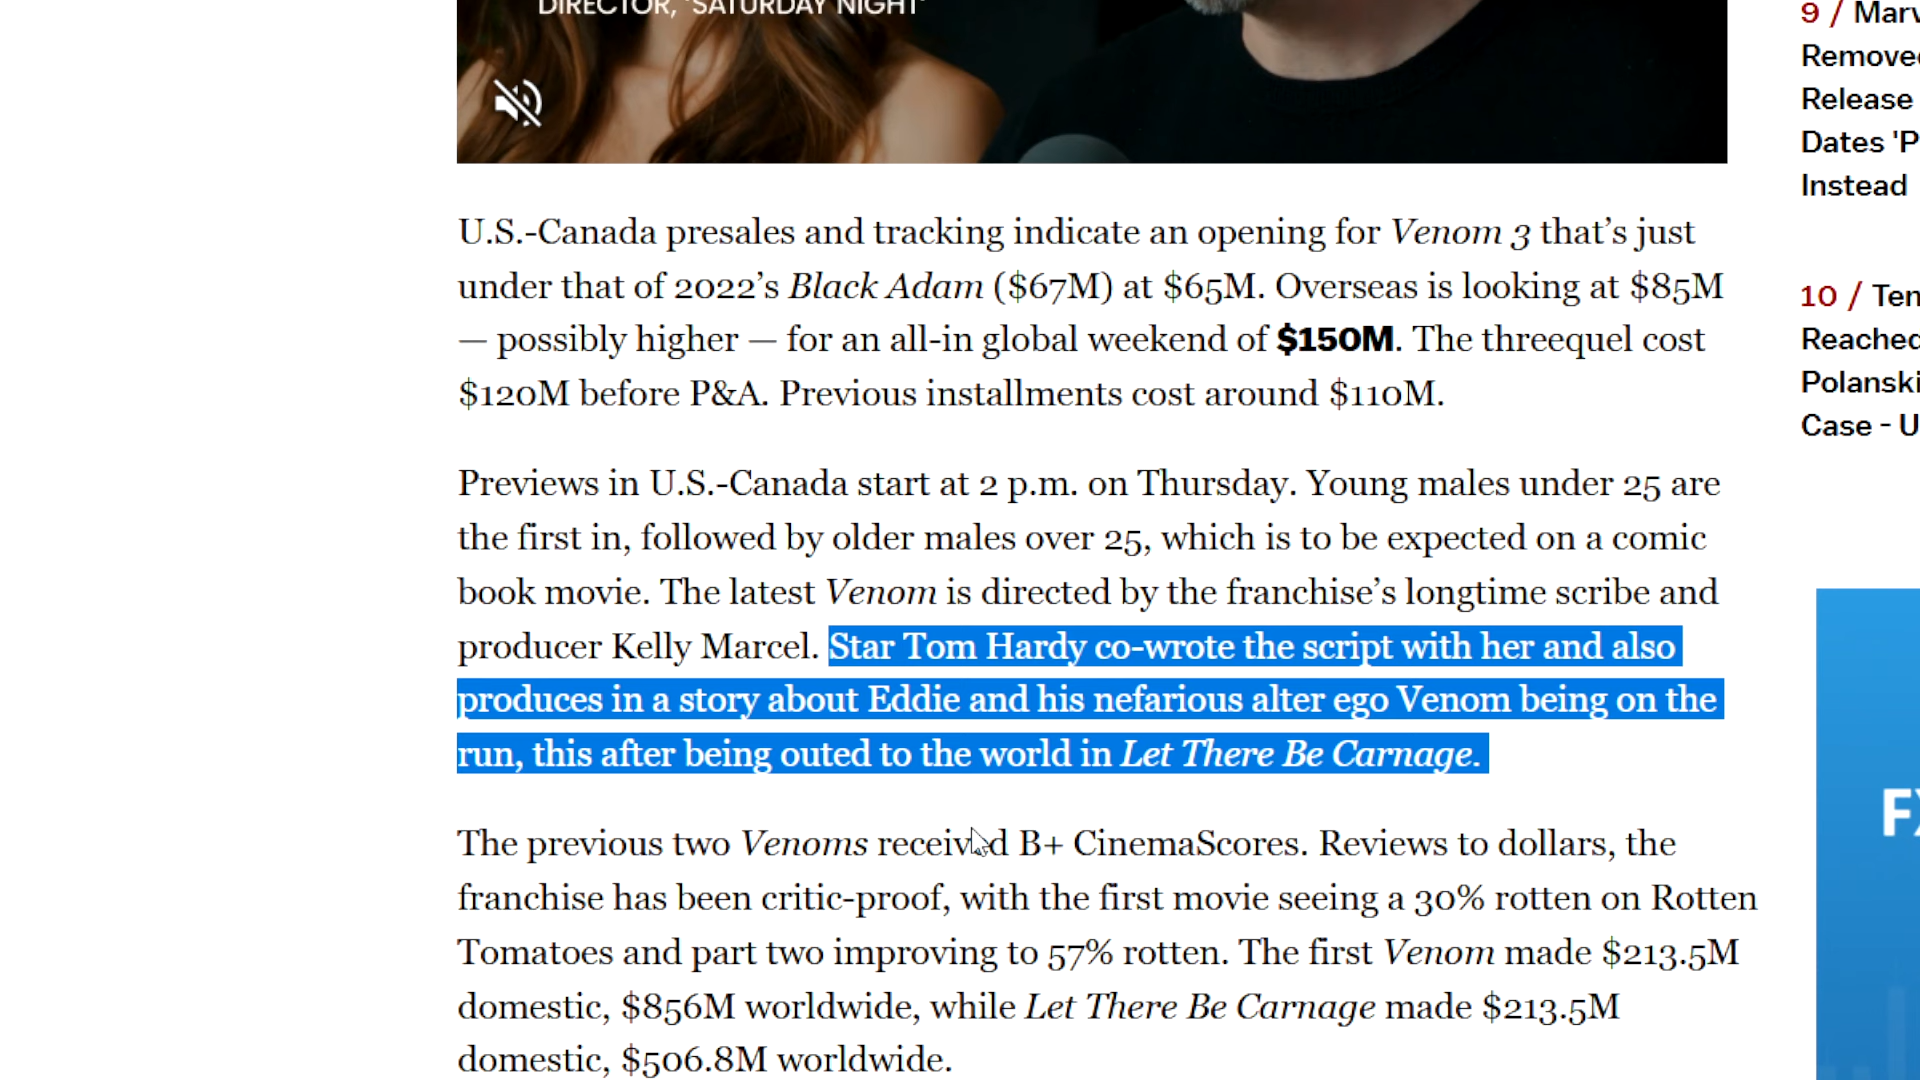 DIRECTOR, 'SATURDAY NIGHT'
U.S.-Canada presales and tracking indicate an opening for Venom 3 that’s just
under that of 2022’s Black Adam ($67M) at $65M. Overseas is looking at $85M
— possibly higher — for an all-in global weekend of $150M. The threequel cost
$120M before P&A. Previous installments cost around $110M.
Previews in U.S.-Canada start at 2 p.m. on Thursday. Young males under 25 are
the first in, followed by older males over 25, which is to be expected on a comic
book movie. The latest Venom is directed by the franchise’s longtime scribe and
producer Kelly Marcel. Star Tom Hardy co-wrote the script with her and also
produces in a story about Eddie and his nefarious alter ego Venom being on the
run, this after being outed to the world in Let There Be Carnage.
The previous two Venoms received B+ CinemaScores. Reviews to dollars, the
franchise has been critic-proof, with the first movie seeing a 30% rotten on Rotten
Tomatoes and part two improving to 57% rotten. The first Venom made $213.5M
domestic, $856M worldwide, while Let There Be Carnage made $213.5M
domestic, $506.8M worldwide.
9 / Marv
Removed
Release
Dates 'P
Instead
10 / Ten
Reached
Polanski
Case - U
FX